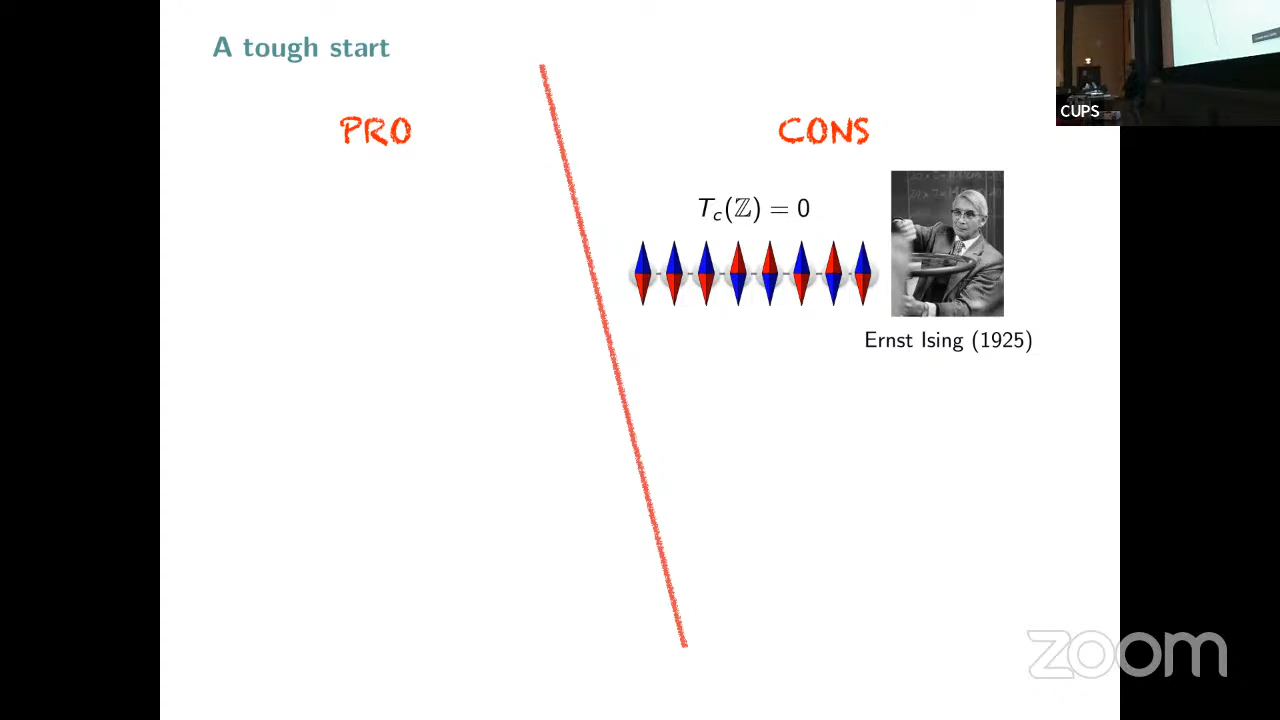 A tough start
CUPS
PRO
CONS
T_c(ℤ) = 0
Ernst Ising (1925)
zoom